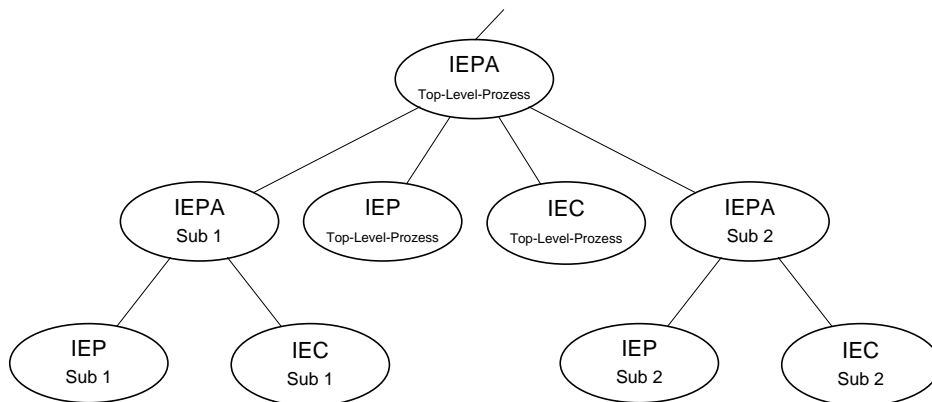 IEPA
Top-Level-Prozess
IEPA
Sub 1
IEP
Top-Level-Prozess
IEC
Top-Level-Prozess
IEPA
Sub 2
IEP
Sub 1
IEC
Sub 1
IEP
Sub 2
IEC
Sub 2